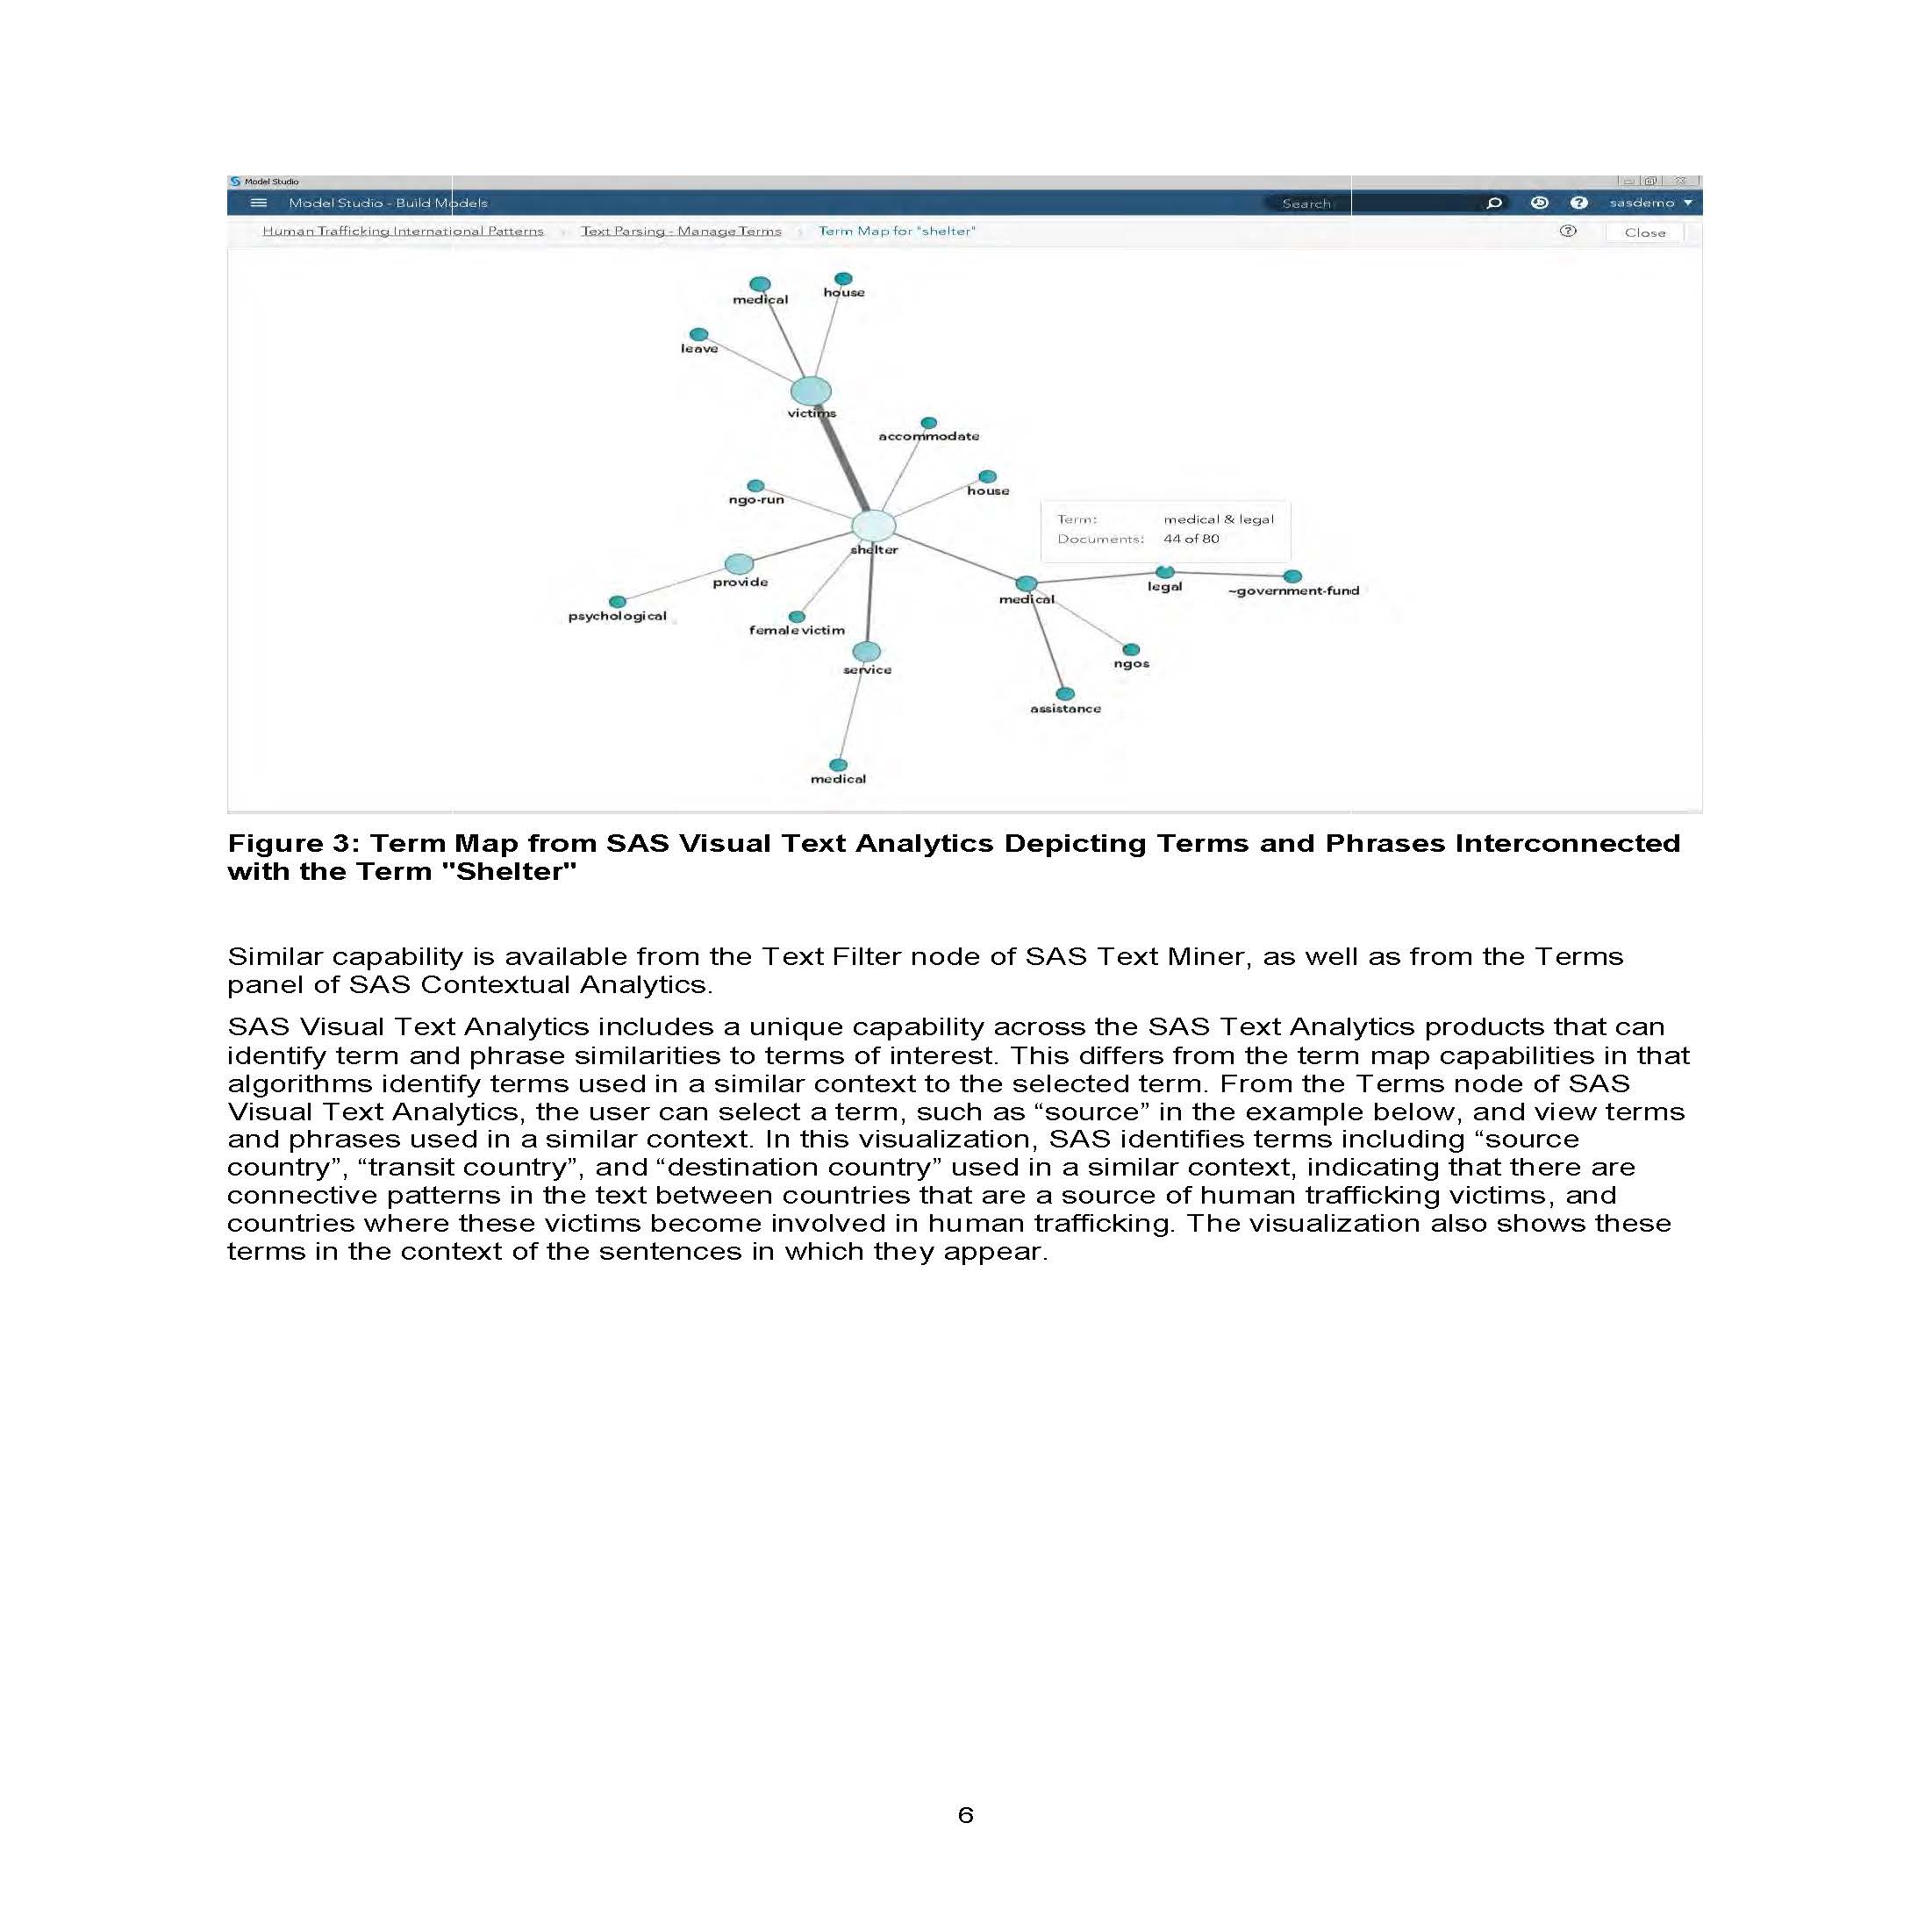 Model Studio
Model Studio - Build Models
Search
sasdemo
Human Trafficking International Patterns
Text Parsing - Manage Terms
Term Map for "shelter"
Close
medical
house
leave
victims
accommodate
ngo-run
house
Term: medical & legal
Documents: 44 of 80
shelter
provide
medical
legal
~government-fund
psychological
female victim
service
ngos
assistance
medical
Figure 3: Term Map from SAS Visual Text Analytics Depicting Terms and Phrases Interconnected
with the Term "Shelter"
Similar capability is available from the Text Filter node of SAS Text Miner, as well as from the Terms
panel of SAS Contextual Analytics.
SAS Visual Text Analytics includes a unique capability across the SAS Text Analytics products that can
identify term and phrase similarities to terms of interest. This differs from the term map capabilities in that
algorithms identify terms used in a similar context to the selected term. From the Terms node of SAS
Visual Text Analytics, the user can select a term, such as “source” in the example below, and view terms
and phrases used in a similar context. In this visualization, SAS identifies terms including “source
country”, “transit country”, and “destination country” used in a similar context, indicating that there are
connective patterns in the text between countries that are a source of human trafficking victims, and
countries where these victims become involved in human trafficking. The visualization also shows these
terms in the context of the sentences in which they appear.
6